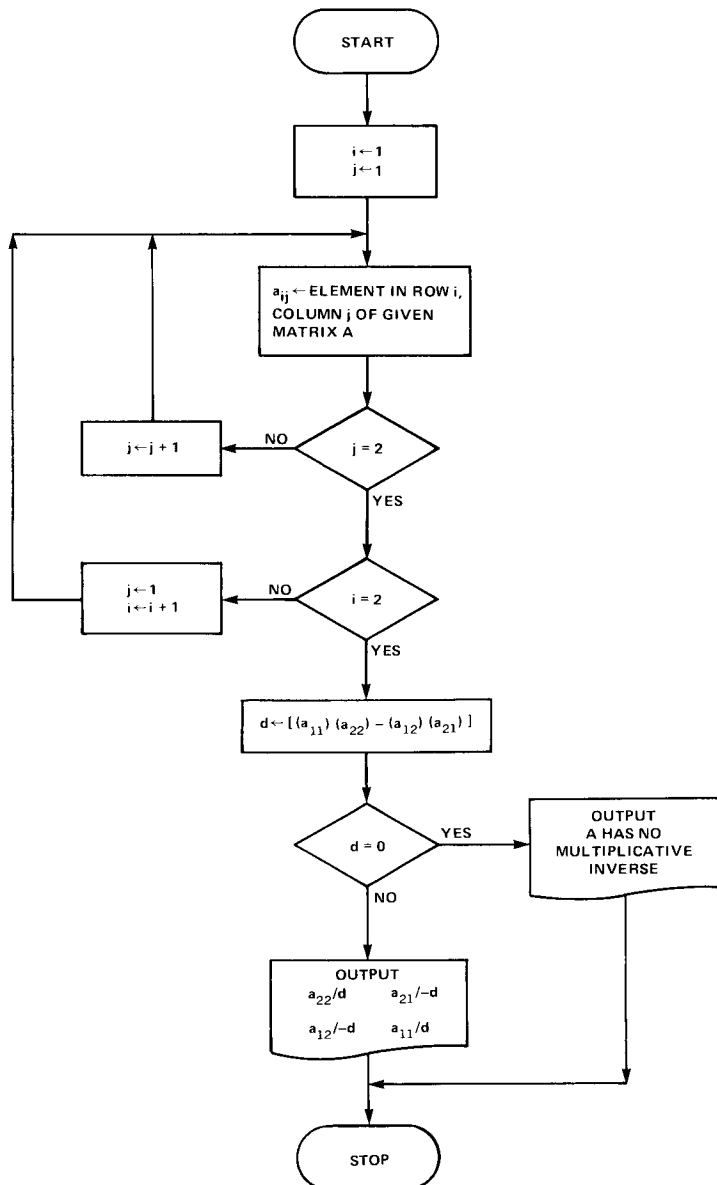 START
i ← 1
j ← 1
a_ij ← ELEMENT IN ROW i,
COLUMN j OF GIVEN
MATRIX A
j = 2
NO
j ← j + 1
YES
i = 2
NO
j ← 1
i ← i + 1
YES
d ← [ (a_11) (a_22) – (a_12) (a_21) ]
d = 0
YES
OUTPUT
A HAS NO
MULTIPLICATIVE
INVERSE
NO
OUTPUT
a_22/d a_21/–d
a_12/–d a_11/d
STOP